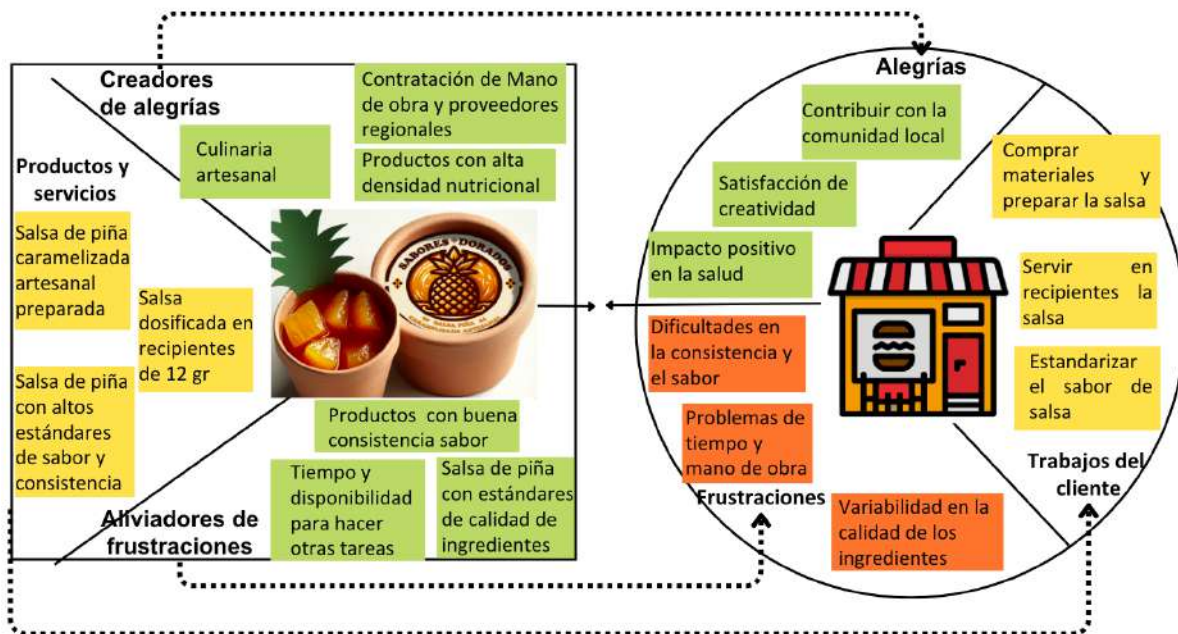 Creadores
de alegrías
Contratación de Mano
de obra y proveedores
regionales
Culinaria
artesanal
Productos con alta
densidad nutricional
Productos y
servicios
Salsa de piña
caramelizada
artesanal
preparada
Salsa
dosificada en
recipientes
de 12 gr
Salsa de piña
con altos
estándares
de sabor y
consistencia
SABORES DORADOS
Productos con buena
consistencia sabor
Tiempo y
disponibilidad
para hacer
otras tareas
Salsa de piña
con estándares
de calidad de
ingredientes
Aliviadores de
frustraciones
Alegrías
Contribuir con la
comunidad local
Satisfacción de
creatividad
Impacto positivo
en la salud
Comprar
materiales y
preparar la salsa
Servir en
recipientes la
salsa
Estandarizar
el sabor de
salsa
Trabajos del
cliente
Dificultades en
la consistencia y
el sabor
Problemas de
tiempo y
mano de obra
Frustraciones
Variabilidad en la
calidad de los
ingredientes